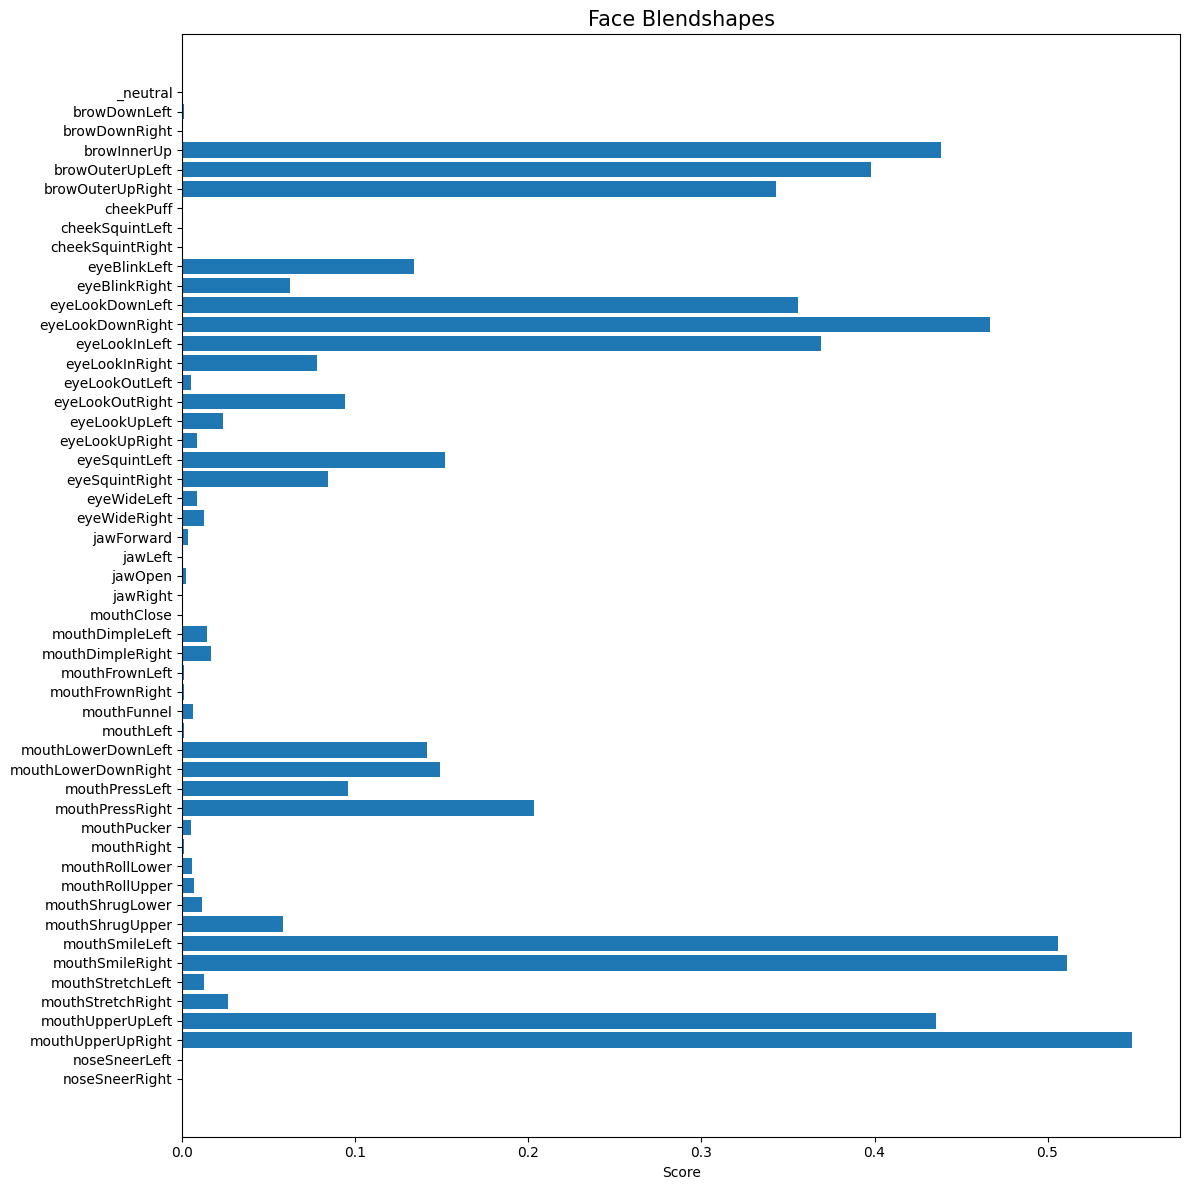 Face Blendshapes
_neutral
browDownLeft
browDownRight
browInnerUp
browOuterUpLeft
browOuterUpRight
cheekPuff
cheekSquintLeft
cheekSquintRight
eyeBlinkLeft
eyeBlinkRight
eyeLookDownLeft
eyeLookDownRight
eyeLookInLeft
eyeLookInRight
eyeLookOutLeft
eyeLookOutRight
eyeLookUpLeft
eyeLookUpRight
eyeSquintLeft
eyeSquintRight
eyeWideLeft
eyeWideRight
jawForward
jawLeft
jawOpen
jawRight
mouthClose
mouthDimpleLeft
mouthDimpleRight
mouthFrownLeft
mouthFrownRight
mouthFunnel
mouthLeft
mouthLowerDownLeft
mouthLowerDownRight
mouthPressLeft
mouthPressRight
mouthPucker
mouthRight
mouthRollLower
mouthRollUpper
mouthShrugLower
mouthShrugUpper
mouthSmileLeft
mouthSmileRight
mouthStretchLeft
mouthStretchRight
mouthUpperUpLeft
mouthUpperUpRight
noseSneerLeft
noseSneerRight
0.0 0.1 0.2 0.3 0.4 0.5
Score